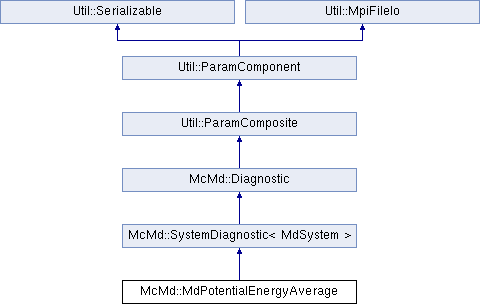 Util::Serializable
Util::MpiFileIo
Util::ParamComponent
Util::ParamComposite
McMd::Diagnostic
McMd::SystemDiagnostic< MdSystem >
McMd::MdPotentialEnergyAverage